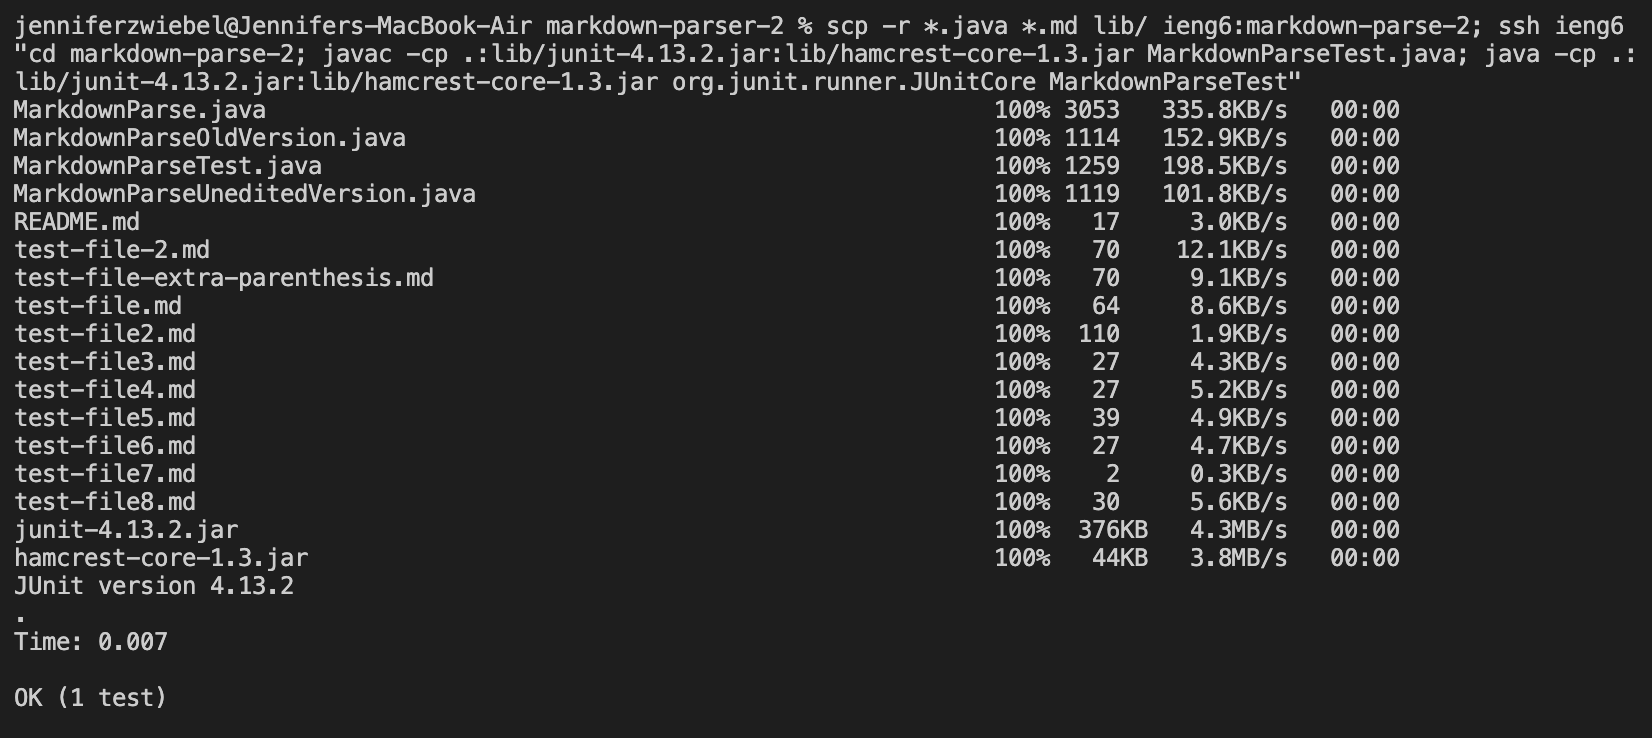 jenniferzwiebel@Jennifers-MacBook-Air markdown-parser-2 % scp -r *.java *.md lib/ ieng6:markdown-parse-2; ssh ieng6
"cd markdown-parse-2; javac -cp .:lib/junit-4.13.2.jar:lib/hamcrest-core-1.3.jar MarkdownParseTest.java; java -cp .:
lib/junit-4.13.2.jar:lib/hamcrest-core-1.3.jar org.junit.runner.JUnitCore MarkdownParseTest"
MarkdownParse.java 100% 3053 335.8KB/s 00:00
MarkdownParseOldVersion.java 100% 1114 152.9KB/s 00:00
MarkdownParseTest.java 100% 1259 198.5KB/s 00:00
MarkdownParseUneditedVersion.java 100% 1119 101.8KB/s 00:00
README.md 100% 17 3.0KB/s 00:00
test-file-2.md 100% 70 12.1KB/s 00:00
test-file-extra-parenthesis.md 100% 70 9.1KB/s 00:00
test-file.md 100% 64 8.6KB/s 00:00
test-file2.md 100% 110 1.9KB/s 00:00
test-file3.md 100% 27 4.3KB/s 00:00
test-file4.md 100% 27 5.2KB/s 00:00
test-file5.md 100% 39 4.9KB/s 00:00
test-file6.md 100% 27 4.7KB/s 00:00
test-file7.md 100% 2 0.3KB/s 00:00
test-file8.md 100% 30 5.6KB/s 00:00
junit-4.13.2.jar 100% 376KB 4.3MB/s 00:00
hamcrest-core-1.3.jar 100% 44KB 3.8MB/s 00:00
JUnit version 4.13.2
.
Time: 0.007
OK (1 test)